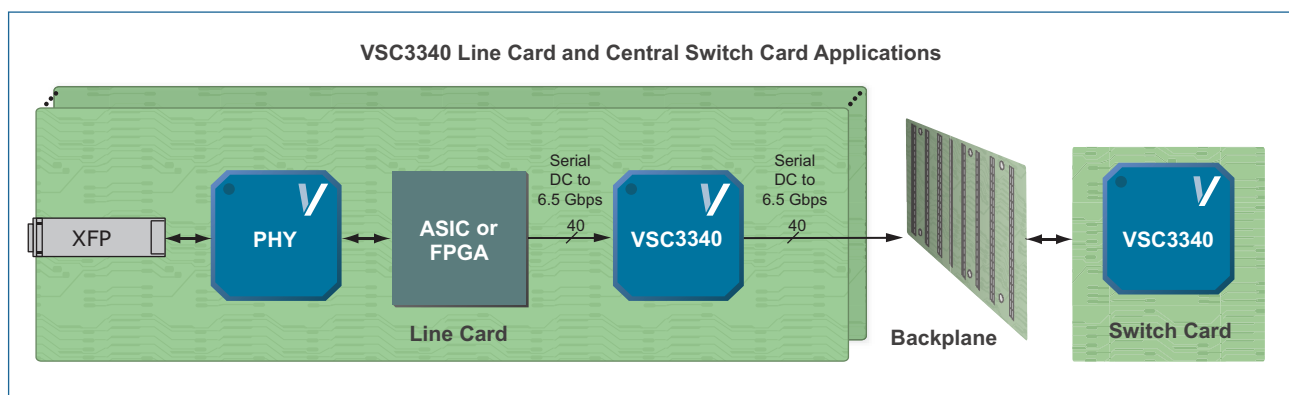 VSC3340 Line Card and Central Switch Card Applications
Serial
DC to
6.5 Gbps
40
Serial
DC to
6.5 Gbps
40
XFP
PHY
ASIC or
FPGA
VSC3340
VSC3340
Line Card
Backplane
Switch Card